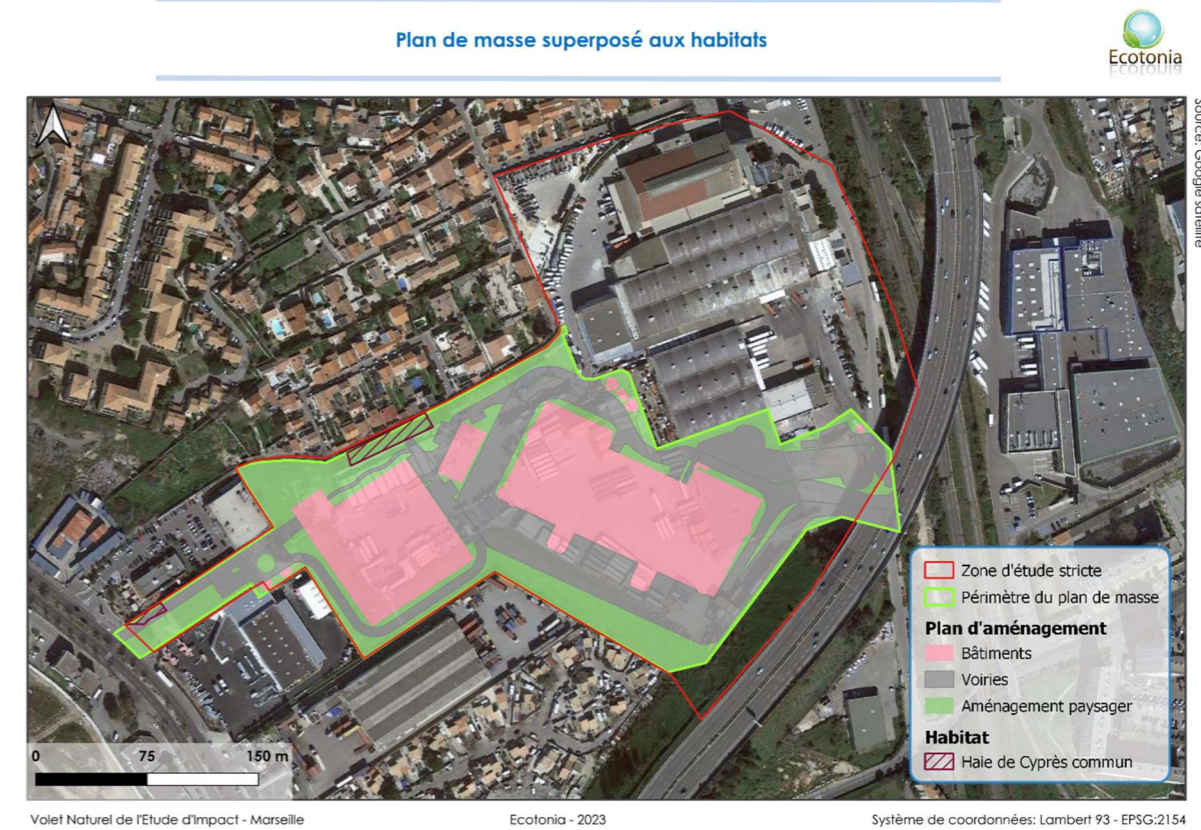 Plan de masse superposé aux habitats
Ecotonia
Source: Google satellite
Zone d'étude stricte
Périmètre du plan de masse
Plan d'aménagement
Bâtiments
Voiries
Aménagement paysager
Habitat
Haie de Cyprès commun
0 75 150 m
Volet Naturel de l'Etude d'Impact - Marseille
Ecotonia - 2023
Système de coordonnées: Lambert 93 - EPSG:2154